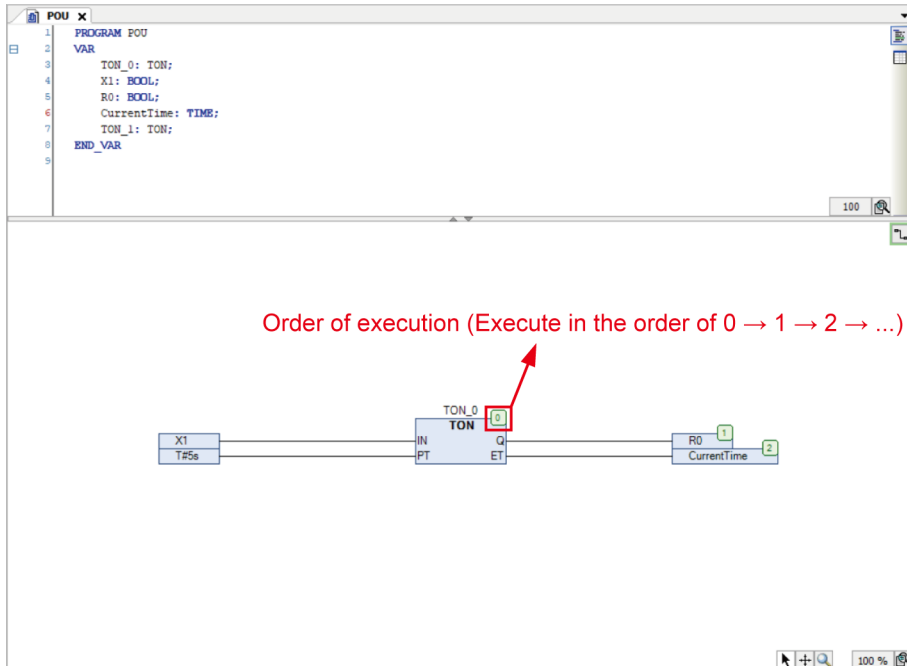 POU X
1 PROGRAM POU
2 VAR
3 TON_0: TON;
4 X1: BOOL;
5 R0: BOOL;
6 CurrentTime: TIME;
7 TON_1: TON;
8 END_VAR
9
100
Order of execution (Execute in the order of 0 → 1 → 2 → ...)
TON_0
0
TON
X1 IN Q R0 1
T#5s PT ET CurrentTime 2
100 %